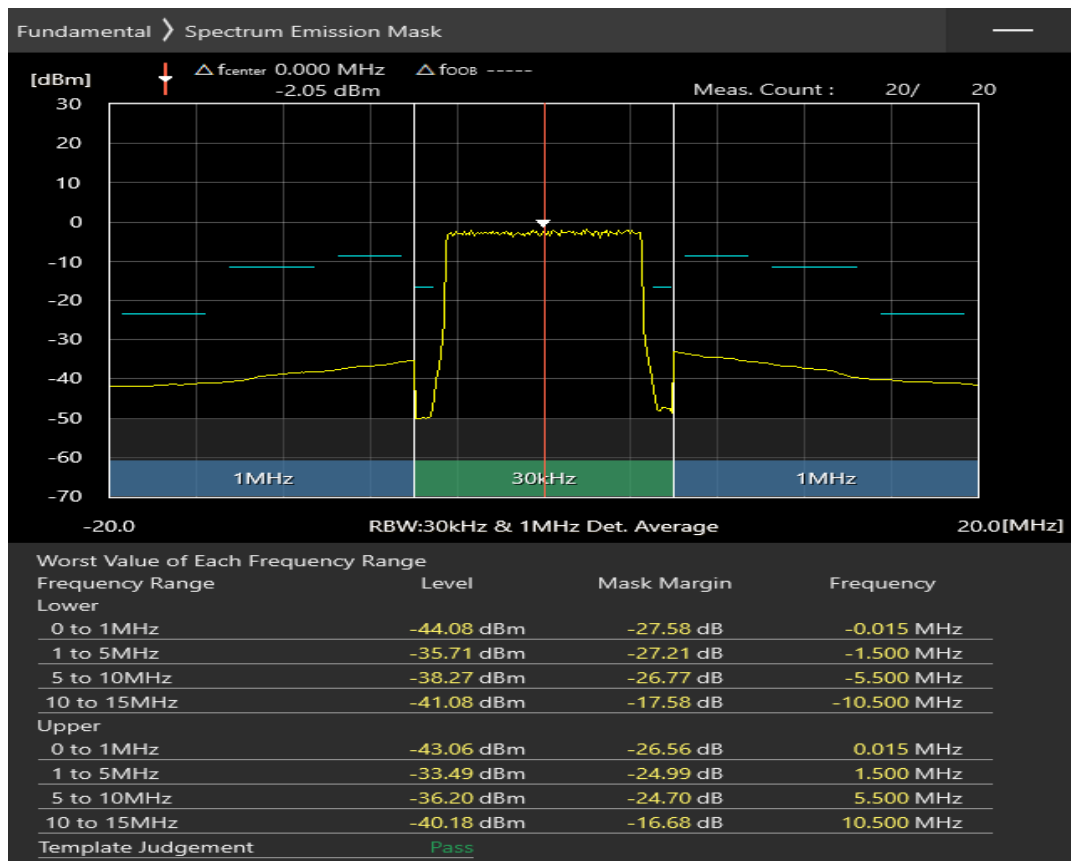 Fundamental ❯ Spectrum Emission Mask
[dBm] △ fcenter 0.000 MHz △ fOOB -----
-2.05 dBm Meas. Count : 20/ 20
30
20
10
0
-10
-20
-30
-40
-50
-60
-70
1MHz 30kHz 1MHz
-20.0 RBW:30kHz & 1MHz Det. Average 20.0[MHz]
Worst Value of Each Frequency Range
Frequency Range Level Mask Margin Frequency
Lower
0 to 1MHz -44.08 dBm -27.58 dB -0.015 MHz
1 to 5MHz -35.71 dBm -27.21 dB -1.500 MHz
5 to 10MHz -38.27 dBm -26.77 dB -5.500 MHz
10 to 15MHz -41.08 dBm -17.58 dB -10.500 MHz
Upper
0 to 1MHz -43.06 dBm -26.56 dB 0.015 MHz
1 to 5MHz -33.49 dBm -24.99 dB 1.500 MHz
5 to 10MHz -36.20 dBm -24.70 dB 5.500 MHz
10 to 15MHz -40.18 dBm -16.68 dB 10.500 MHz
Template Judgement Pass